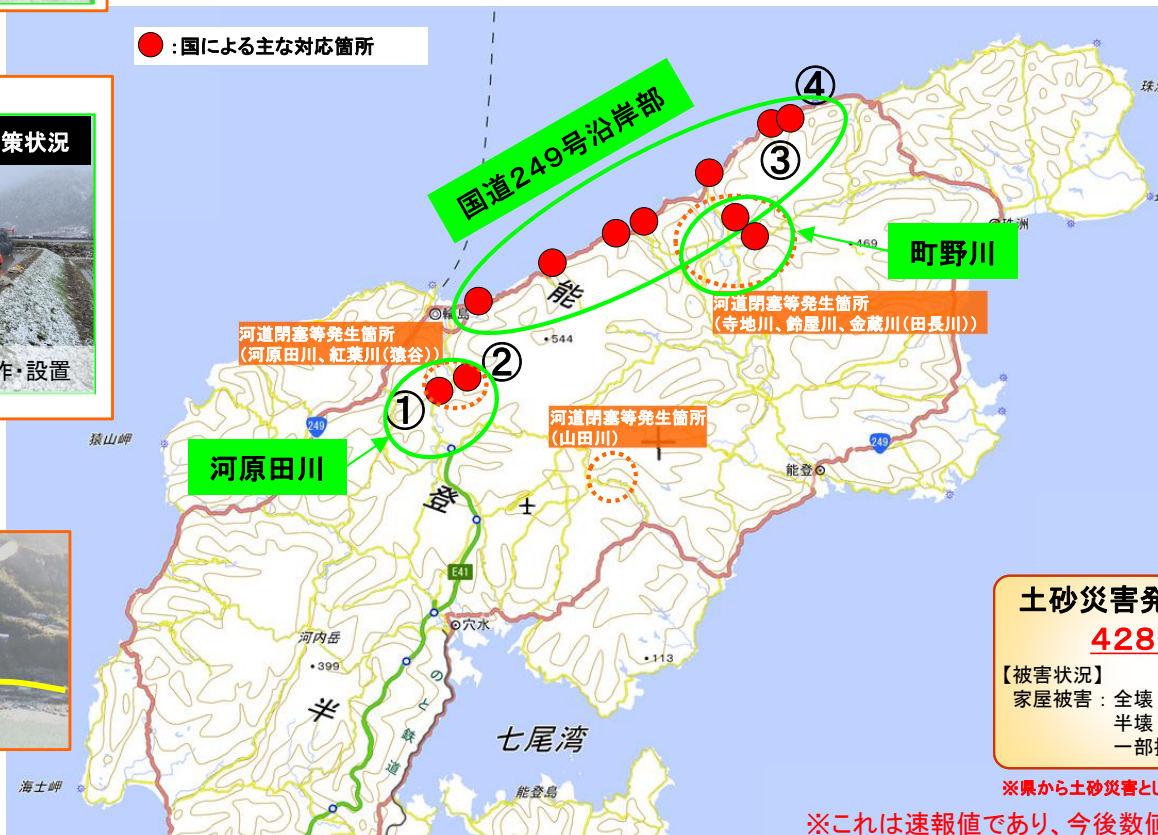 ：国による主な対応箇所
策状況
作・設置
国道２４９号沿岸部
④
③
珠洲
469
町野川
河道閉塞等発生箇所
（寺地川、鈴屋川、金蔵川（田長川））
能
輪島
544
河道閉塞等発生箇所
（河原田川、紅葉川（猿谷））
②
①
249
猿山岬
河原田川
河道閉塞等発生箇所
（山田川）
249
能登
登
E41
穴水
河内岳
399
113
半
のと鉄道
七尾湾
能登島
海士岬
土砂災害発
428
【被害状況】
家屋被害：全壊
半壊
一部損
※県から土砂災害とし
※これは速報値であり、今後数値